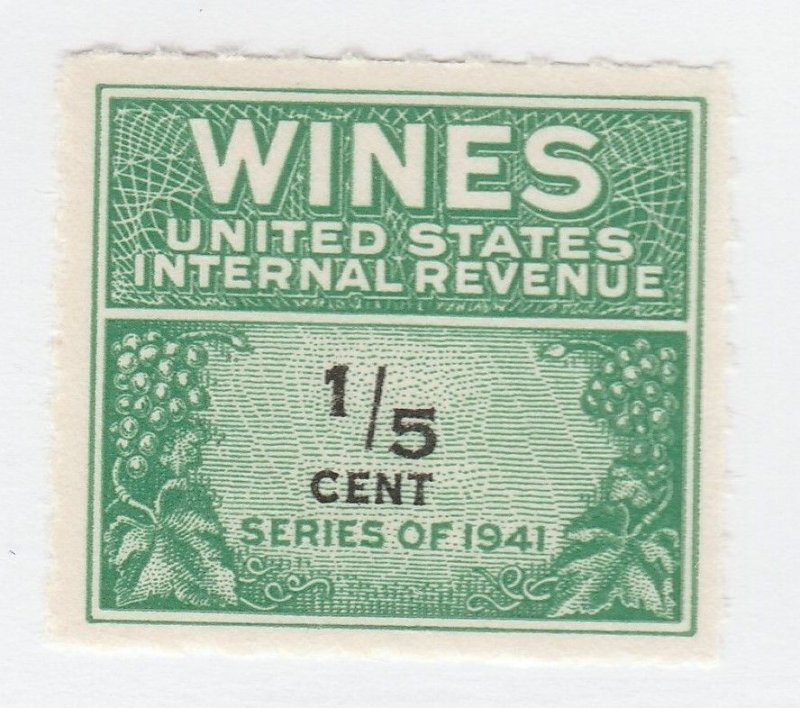 WINES
UNITED STATES
INTERNAL REVENUE
1/5
CENT
SERIES OF 1941